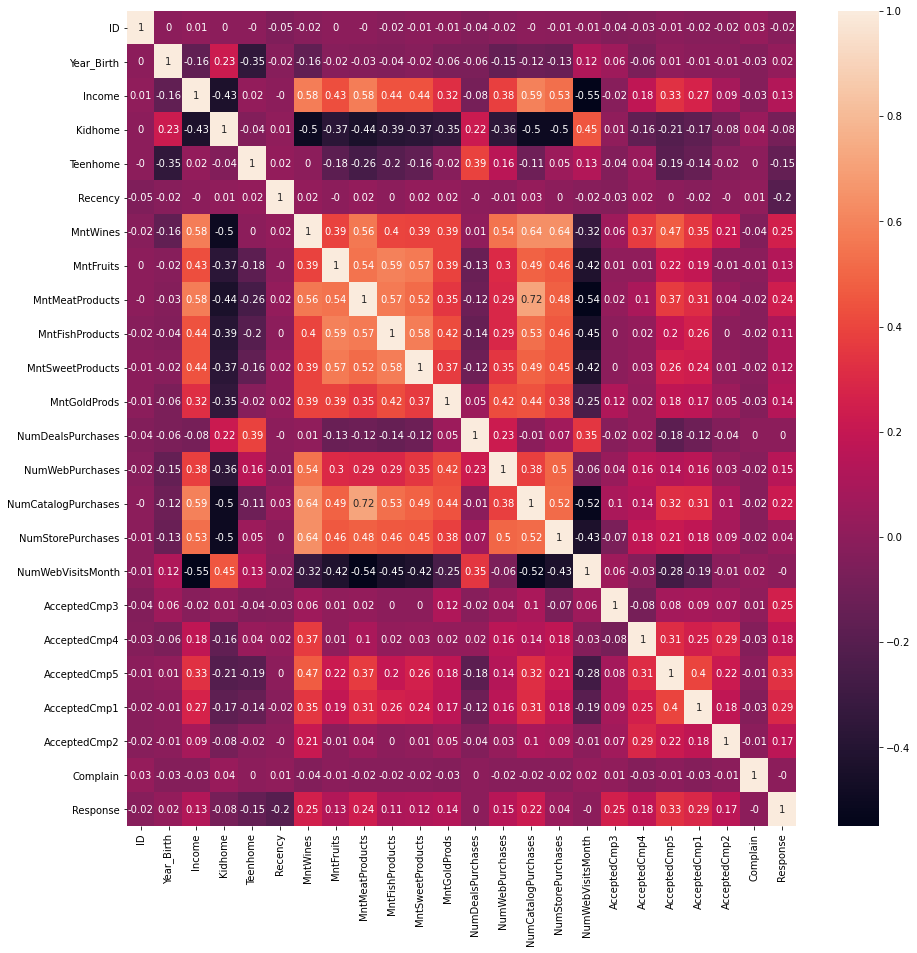 ID 1 0 0.01 0 -0 -0.05 -0.02 0 -0 -0.02 -0.01 -0.01 -0.04 -0.02 -0 -0.01 -0.01 -0.04 -0.03 -0.01 -0.02 -0.02 0.03 -0.02
Year_Birth 0 1 -0.16 0.23 -0.35 -0.02 -0.16 -0.02 -0.03 -0.04 -0.02 -0.06 -0.06 -0.15 -0.12 -0.13 0.12 0.06 -0.06 0.01 -0.01 -0.01 -0.03 0.02
Income 0.01 -0.16 1 -0.43 0.02 -0 0.58 0.43 0.58 0.44 0.44 0.32 -0.08 0.38 0.59 0.53 -0.55 -0.02 0.18 0.33 0.27 0.09 -0.03 0.13
Kidhome 0 0.23 -0.43 1 -0.04 0.01 -0.5 -0.37 -0.44 -0.39 -0.37 -0.35 0.22 -0.36 -0.5 -0.5 0.45 0.01 -0.16 -0.21 -0.17 -0.08 0.04 -0.08
Teenhome -0 -0.35 0.02 -0.04 1 0.02 0 -0.18 -0.26 -0.2 -0.16 -0.02 0.39 0.16 -0.11 0.05 0.13 -0.04 0.04 -0.19 -0.14 -0.02 0 -0.15
Recency -0.05 -0.02 -0 0.01 0.02 1 0.02 -0 0.02 0 0.02 0.02 -0 -0.01 0.03 0 -0.02 -0.03 0.02 0 -0.02 -0 0.01 -0.2
MntWines -0.02 -0.16 0.58 -0.5 0 0.02 1 0.39 0.56 0.4 0.39 0.39 0.01 0.54 0.64 0.64 -0.32 0.06 0.37 0.47 0.35 0.21 -0.04 0.25
MntFruits 0 -0.02 0.43 -0.37 -0.18 -0 0.39 1 0.54 0.59 0.57 0.39 -0.13 0.3 0.49 0.46 -0.42 0.01 0.01 0.22 0.19 -0.01 -0.01 0.13
MntMeatProducts -0 -0.03 0.58 -0.44 -0.26 0.02 0.56 0.54 1 0.57 0.52 0.35 -0.12 0.29 0.72 0.48 -0.54 0.02 0.1 0.37 0.31 0.04 -0.02 0.24
MntFishProducts -0.02 -0.04 0.44 -0.39 -0.2 0 0.4 0.59 0.57 1 0.58 0.42 -0.14 0.29 0.53 0.46 -0.45 0 0.02 0.2 0.26 0 -0.02 0.11
MntSweetProducts -0.01 -0.02 0.44 -0.37 -0.16 0.02 0.39 0.57 0.52 0.58 1 0.37 -0.12 0.35 0.49 0.45 -0.42 0 0.03 0.26 0.24 0.01 -0.02 0.12
MntGoldProds -0.01 -0.06 0.32 -0.35 -0.02 0.02 0.39 0.39 0.35 0.42 0.37 1 0.05 0.42 0.44 0.38 -0.25 0.12 0.02 0.18 0.17 0.05 -0.03 0.14
NumDealsPurchases -0.04 -0.06 -0.08 0.22 0.39 -0 0.01 -0.13 -0.12 -0.14 -0.12 0.05 1 0.23 -0.01 0.07 0.35 -0.02 0.02 -0.18 -0.12 -0.04 0 0
NumWebPurchases -0.02 -0.15 0.38 -0.36 0.16 -0.01 0.54 0.3 0.29 0.29 0.35 0.42 0.23 1 0.38 0.5 -0.06 0.04 0.16 0.14 0.16 0.03 -0.02 0.15
NumCatalogPurchases -0 -0.12 0.59 -0.5 -0.11 0.03 0.64 0.49 0.72 0.53 0.49 0.44 -0.01 0.38 1 0.52 -0.52 0.1 0.14 0.32 0.31 0.1 -0.02 0.22
NumStorePurchases -0.01 -0.13 0.53 -0.5 0.05 0 0.64 0.46 0.48 0.46 0.45 0.38 0.07 0.5 0.52 1 -0.43 -0.07 0.18 0.21 0.18 0.09 -0.02 0.04
NumWebVisitsMonth -0.01 0.12 -0.55 0.45 0.13 -0.02 -0.32 -0.42 -0.54 -0.45 -0.42 -0.25 0.35 -0.06 -0.52 -0.43 1 0.06 -0.03 -0.28 -0.19 -0.01 0.02 -0
AcceptedCmp3 -0.04 0.06 -0.02 0.01 -0.04 -0.03 0.06 0.01 0.02 0 0 0.12 -0.02 0.04 0.1 -0.07 0.06 1 -0.08 0.08 0.09 0.07 0.01 0.25
AcceptedCmp4 -0.03 -0.06 0.18 -0.16 0.04 0.02 0.37 0.01 0.1 0.02 0.03 0.02 0.02 0.16 0.14 0.18 -0.03 -0.08 1 0.31 0.25 0.29 -0.03 0.18
AcceptedCmp5 -0.01 0.01 0.33 -0.21 -0.19 0 0.47 0.22 0.37 0.2 0.26 0.18 -0.18 0.14 0.32 0.21 -0.28 0.08 0.31 1 0.4 0.22 -0.01 0.33
AcceptedCmp1 -0.02 -0.01 0.27 -0.17 -0.14 -0.02 0.35 0.19 0.31 0.26 0.24 0.17 -0.12 0.16 0.31 0.18 -0.19 0.09 0.25 0.4 1 0.18 -0.03 0.29
AcceptedCmp2 -0.02 -0.01 0.09 -0.08 -0.02 -0 0.21 -0.01 0.04 0 0.01 0.05 -0.04 0.03 0.1 0.09 -0.01 0.07 0.29 0.22 0.18 1 -0.01 0.17
Complain 0.03 -0.03 -0.03 0.04 0 0.01 -0.04 -0.01 -0.02 -0.02 -0.02 -0.03 0 -0.02 -0.02 -0.02 0.02 0.01 -0.03 -0.01 -0.03 -0.01 1 -0
Response -0.02 0.02 0.13 -0.08 -0.15 -0.2 0.25 0.13 0.24 0.11 0.12 0.14 0 0.15 0.22 0.04 -0 0.25 0.18 0.33 0.29 0.17 -0 1
ID Year_Birth Income Kidhome Teenhome Recency MntWines MntFruits MntMeatProducts MntFishProducts MntSweetProducts MntGoldProds NumDealsPurchases NumWebPurchases NumCatalogPurchases NumStorePurchases NumWebVisitsMonth AcceptedCmp3 AcceptedCmp4 AcceptedCmp5 AcceptedCmp1 AcceptedCmp2 Complain Response
1.0
0.8
0.6
0.4
0.2
0.0
−0.2
−0.4